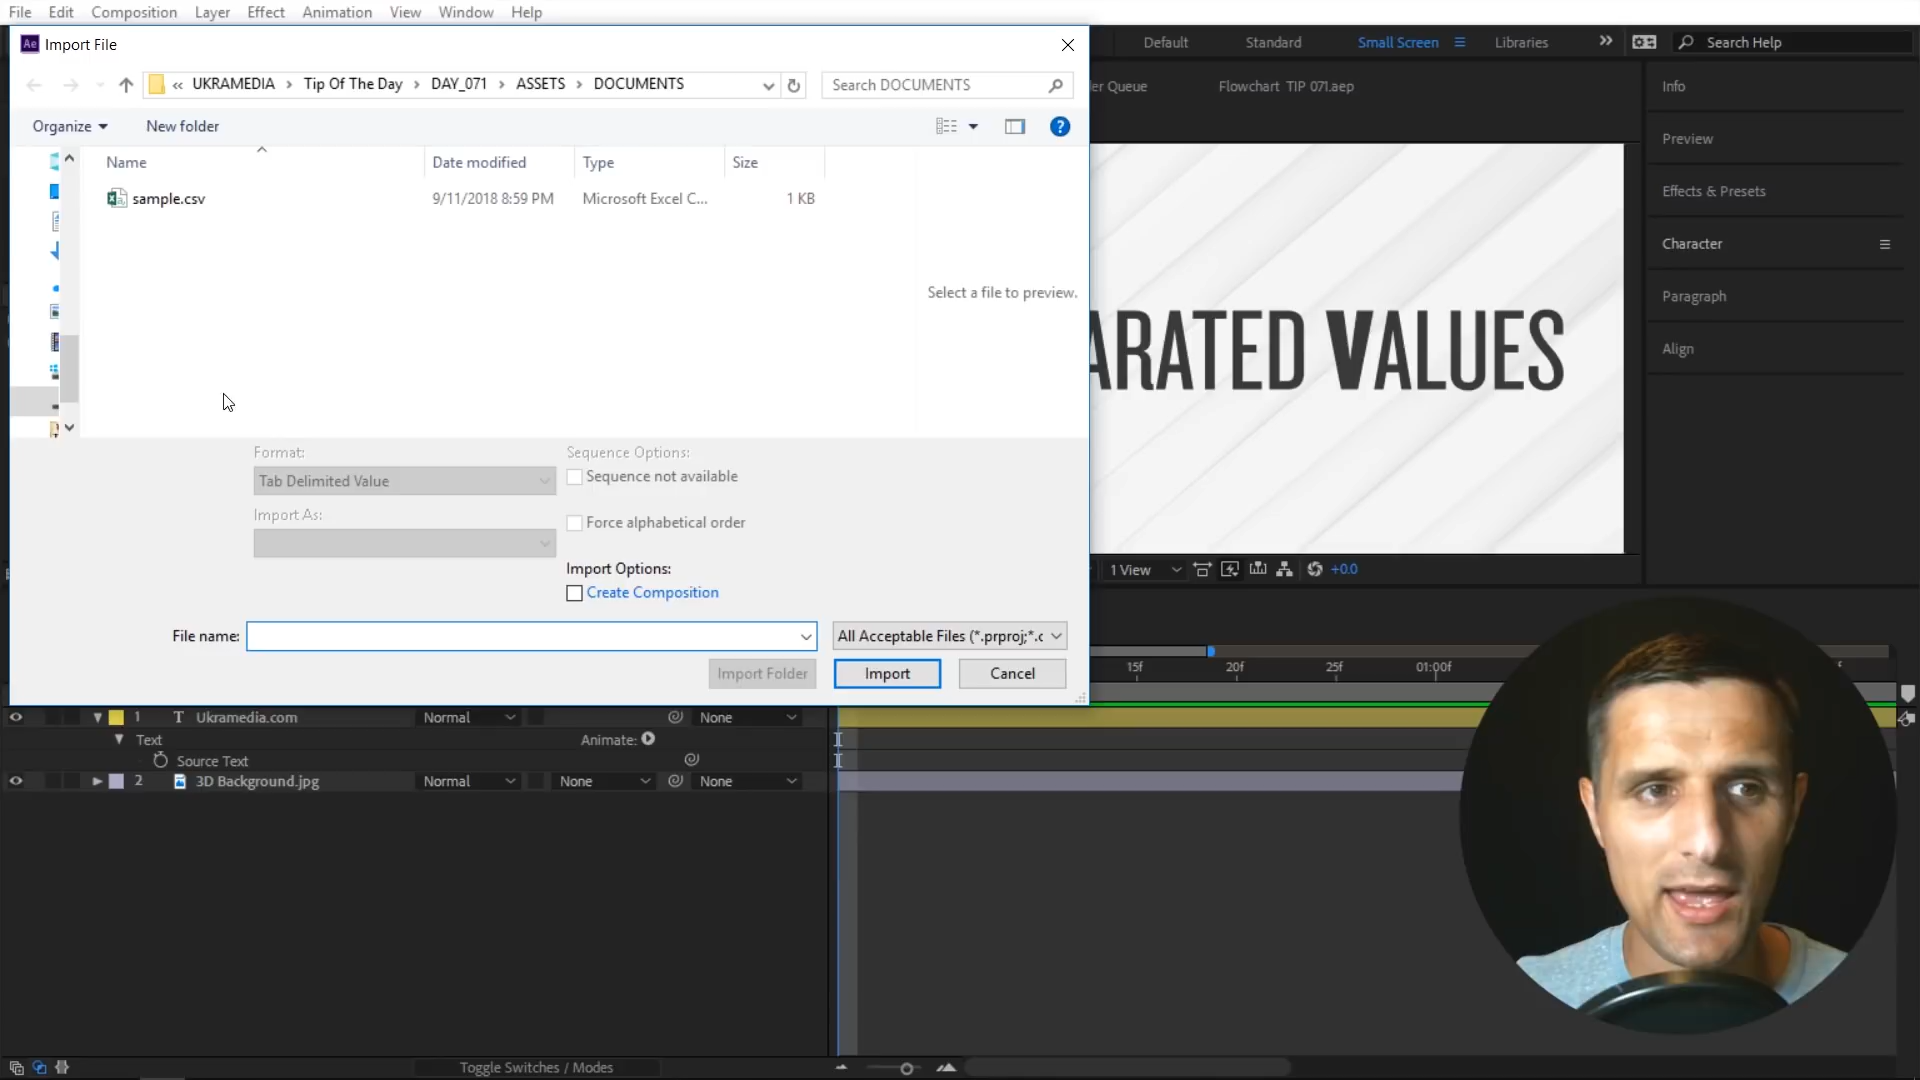 File Edit Composition Layer Effect Animation View Window Help
Ae Import File
« UKRAMEDIA › Tip Of The Day › DAY_071 › ASSETS › DOCUMENTS
Search DOCUMENTS
Organize New folder
Name Date modified Type Size
sample.csv 9/11/2018 8:59 PM Microsoft Excel C... 1 KB
Select a file to preview.
Format:
Tab Delimited Value
Import As:
Sequence Options:
Sequence not available
Force alphabetical order
Import Options:
Create Composition
File name:
All Acceptable Files (*.prproj;*.c
Import Folder Import Cancel
Default Standard Small Screen Libraries Search Help
er Queue Flowchart TIP 071.aep
ARATED VALUES
Info
Preview
Effects & Presets
Character
Paragraph
Align
1 View +0.0
15f 20f 25f 01:00f
1 T Ukramedia.com Normal None
Text Animate:
Source Text
2 3D Background.jpg Normal None None
Toggle Switches / Modes